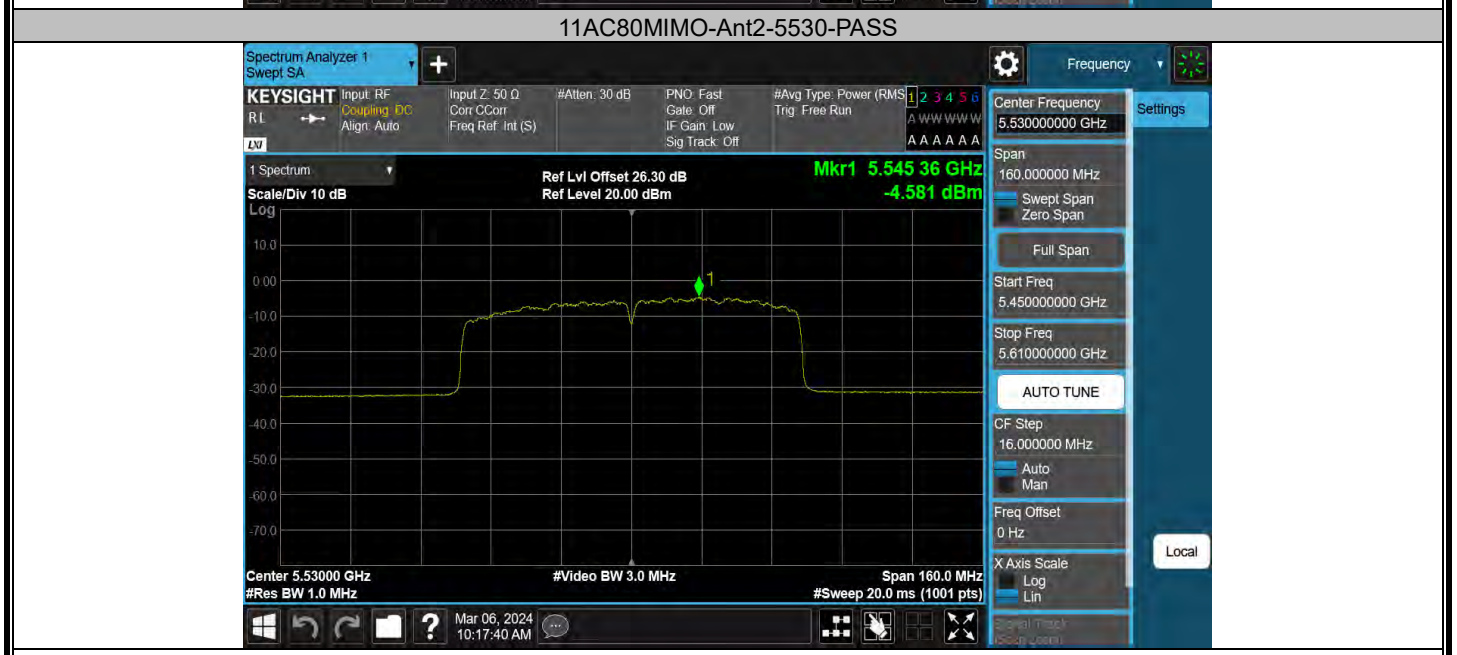 11AC80MIMO-Ant2-5530-PASS
Spectrum Analyzer 1
Swept SA
Frequency
KEYSIGHT
RL
LXI
Input: RF
Coupling: DC
Align: Auto
Input Z: 50 Ω
Corr CCorr
Freq Ref: Int (S)
#Atten: 30 dB
PNO: Fast
Gate: Off
IF Gain: Low
Sig Track: Off
#Avg Type: Power (RMS
Trig: Free Run
1 2 3 4 5 6
A WW WW W
A A A A A A
1 Spectrum
Scale/Div 10 dB
Log
Ref Lvl Offset 26.30 dB
Ref Level 20.00 dBm
Mkr1 5.545 36 GHz
-4.581 dBm
10.0
0.00
-10.0
-20.0
-30.0
-40.0
-50.0
-60.0
-70.0
1
Center 5.53000 GHz
#Res BW 1.0 MHz
#Video BW 3.0 MHz
Span 160.0 MHz
#Sweep 20.0 ms (1001 pts)
?
Mar 06, 2024
10:17:40 AM
Center Frequency
5.530000000 GHz
Span
160.000000 MHz
Swept Span
Zero Span
Full Span
Start Freq
5.450000000 GHz
Stop Freq
5.610000000 GHz
AUTO TUNE
CF Step
16.000000 MHz
Auto
Man
Freq Offset
0 Hz
X Axis Scale
Log
Lin
Signal Track
Settings
Local